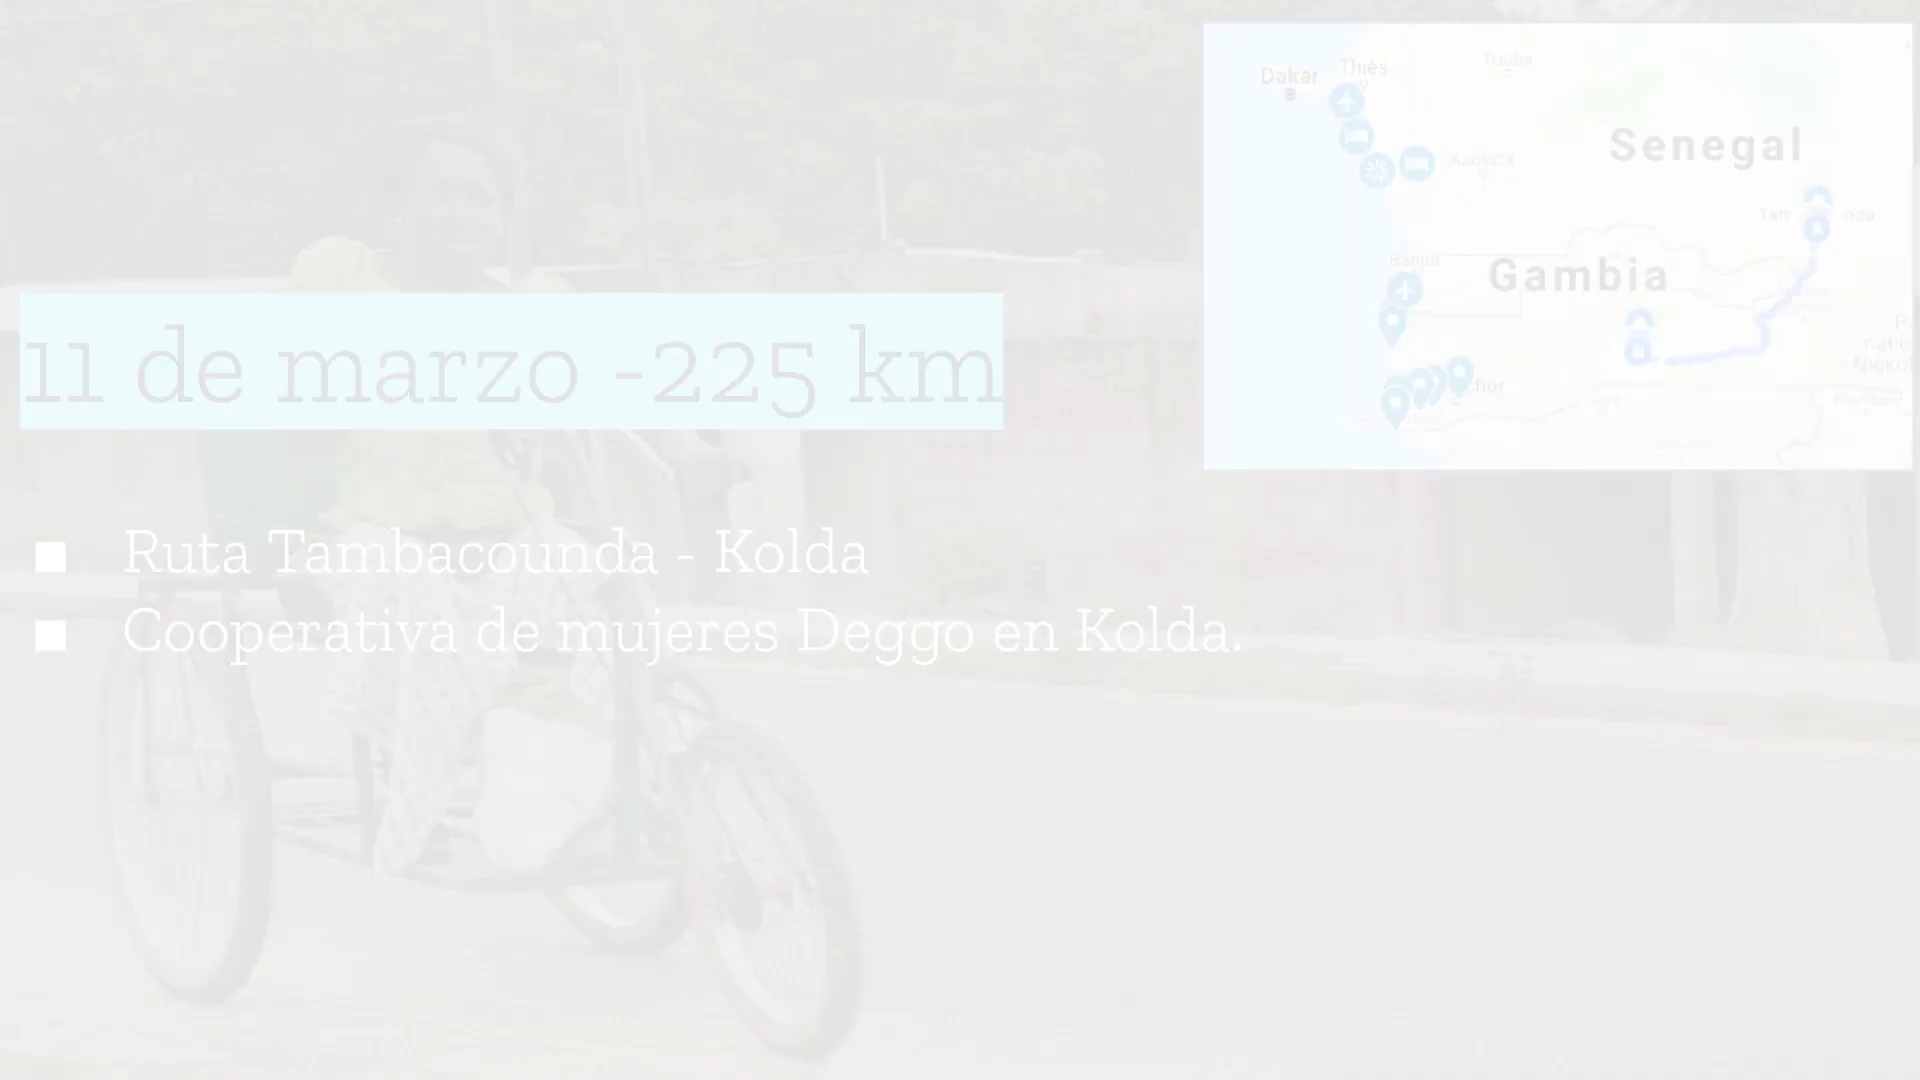 11 de marzo -225 km
Ruta Tambacounda - Kolda
Cooperativa de mujeres Deggo en Kolda.
Dakar
Thiès
Touba
Kaolack
Senegal
Banjul
Gambia